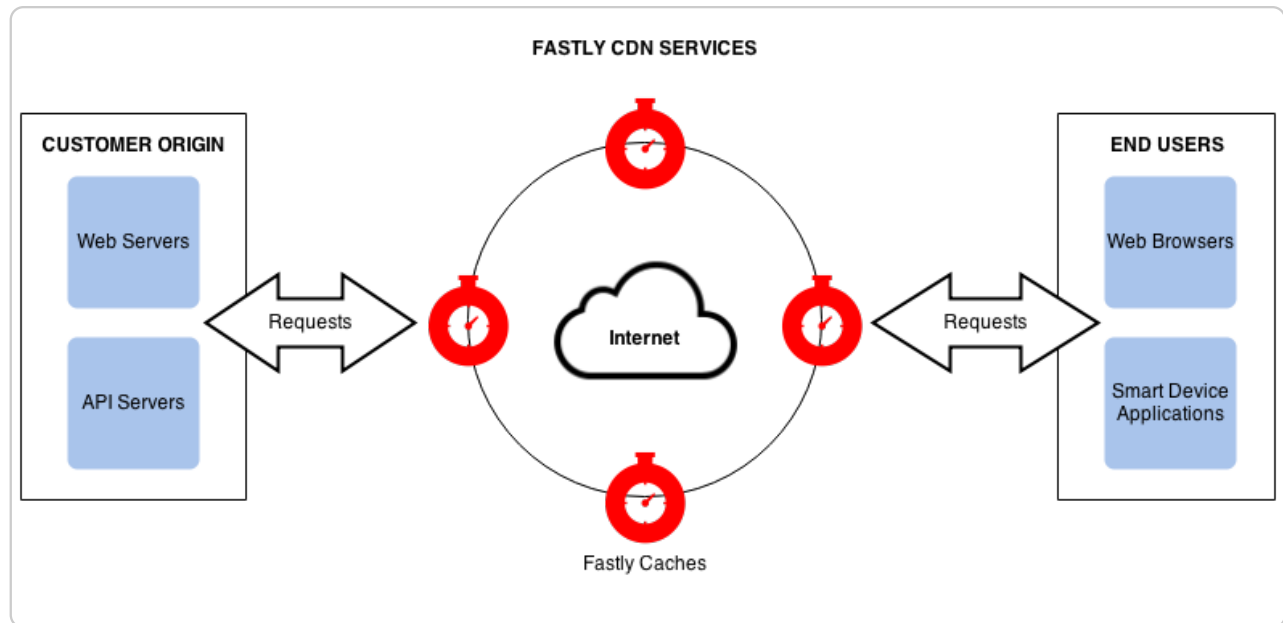 FASTLY CDN SERVICES
CUSTOMER ORIGIN
Web Servers
API Servers
Requests
Internet
Fastly Caches
Requests
END USERS
Web Browsers
Smart Device
Applications